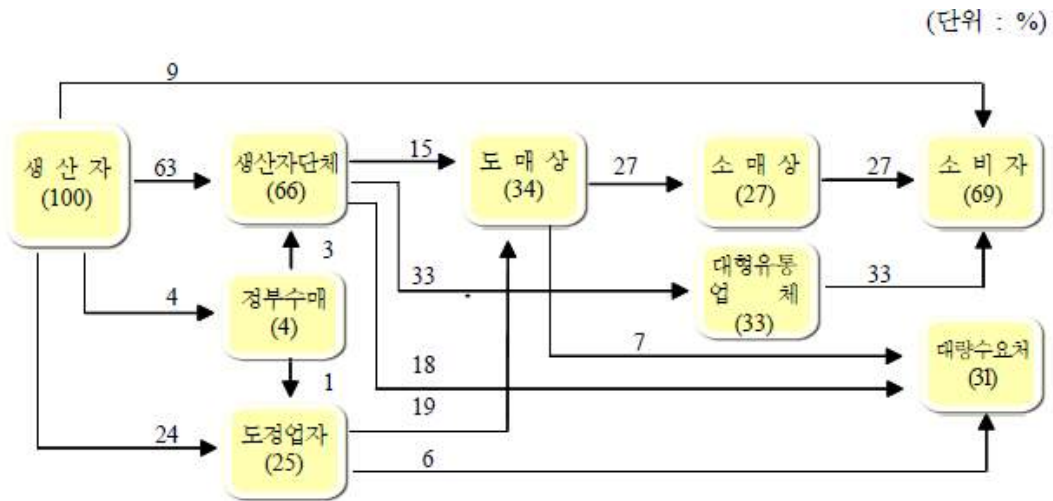 (단위 : %)
9
생 산 자
(100)
63
생산자단체
(66)
15
도 매 상
(34)
27
소 매 상
(27)
27
소 비 자
(69)
3
33
대형유통
업 체
(33)
33
4
정부수매
(4)
7
대량수요처
(31)
1
18
19
24
도정업자
(25)
6